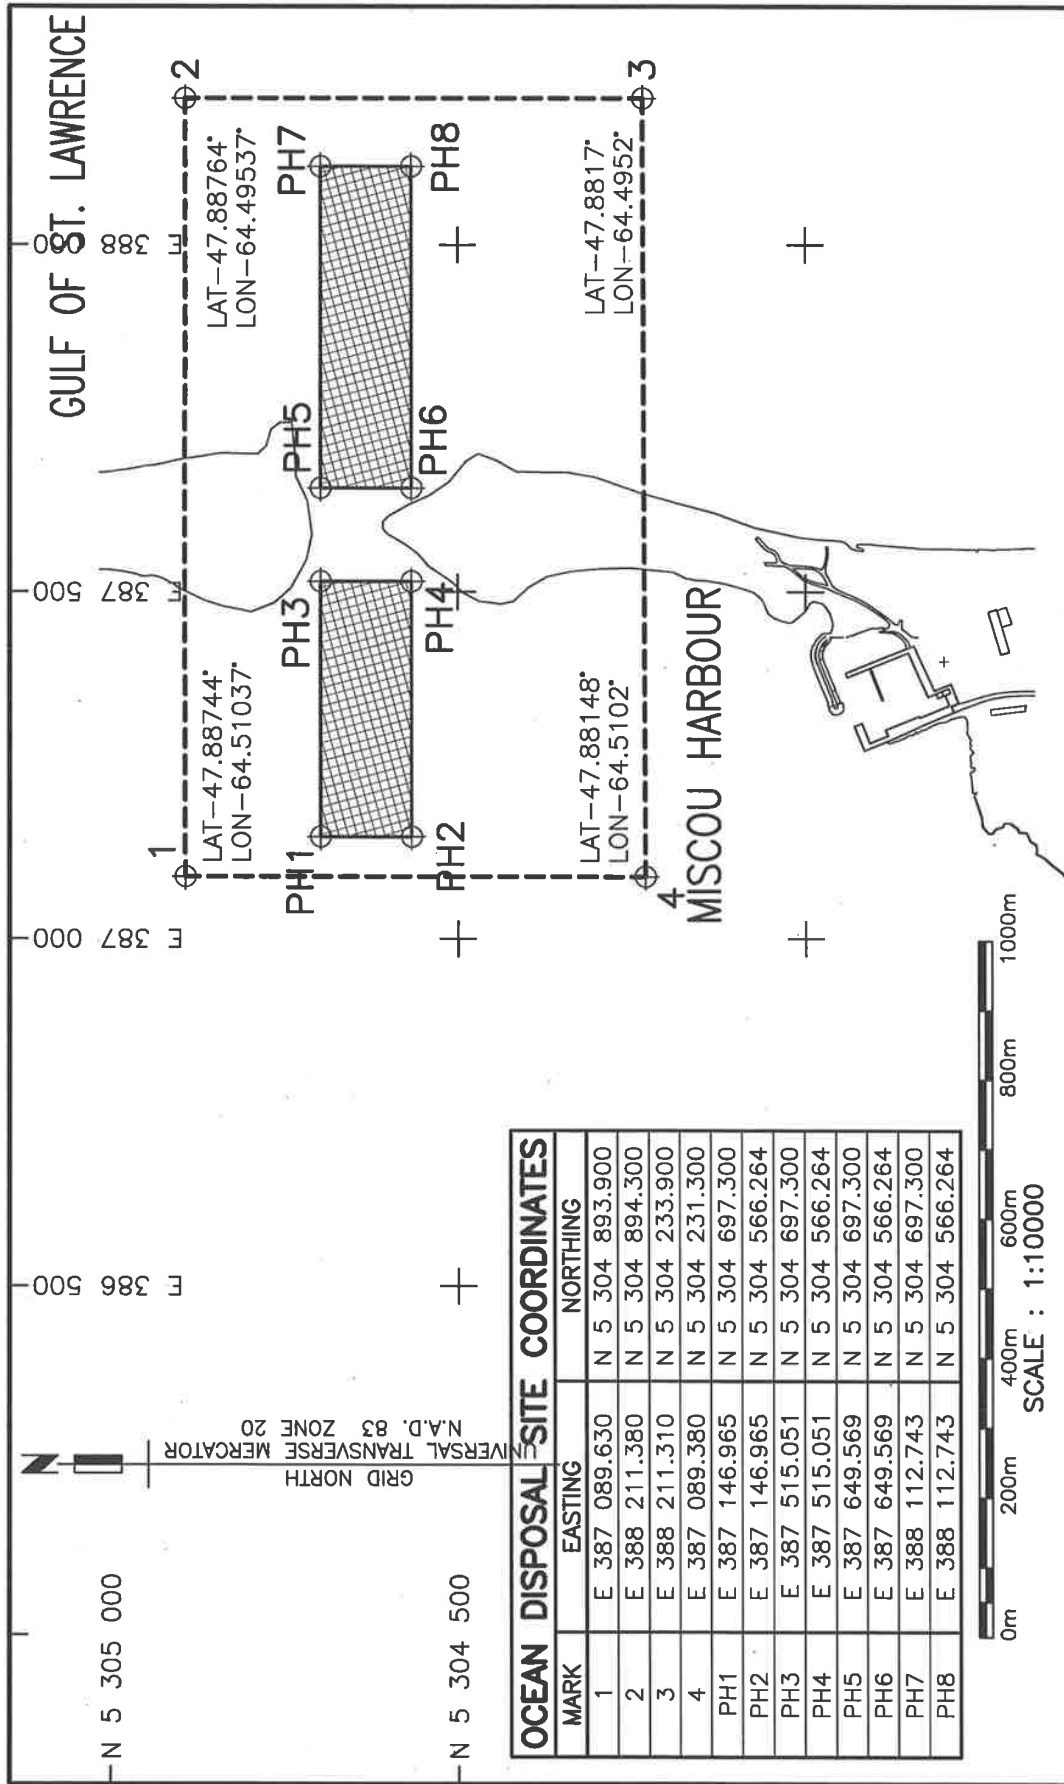 GULF OF ST. LAWRENCE
E 386 500
E 387 000
E 387 500
E 388 000
N 5 305 000
N 5 304 500
GRID NORTH
UNIVERSAL TRANSVERSE MERCATOR
N.A.D. 83 ZONE 20
N
1
LAT-47.88744°
LON-64.51037°
2
LAT-47.88764°
LON-64.49537°
PH1
PH3
PH5
PH7
PH2
PH4
PH6
PH8
LAT-47.88148°
LON-64.5102°
4
LAT-47.8817°
LON-64.4952°
3
MISCOU HARBOUR
OCEAN DISPOSAL SITE COORDINATES
MARK EASTING NORTHING
1 E 387 089.630 N 5 304 893.900
2 E 388 211.380 N 5 304 894.300
3 E 388 211.310 N 5 304 233.900
4 E 387 089.380 N 5 304 231.300
PH1 E 387 146.965 N 5 304 697.300
PH2 E 387 146.965 N 5 304 566.264
PH3 E 387 515.051 N 5 304 697.300
PH4 E 387 515.051 N 5 304 566.264
PH5 E 387 649.569 N 5 304 697.300
PH6 E 387 649.569 N 5 304 566.264
PH7 E 388 112.743 N 5 304 697.300
PH8 E 388 112.743 N 5 304 566.264
0m 200m 400m 600m 800m 1000m
SCALE : 1:10000